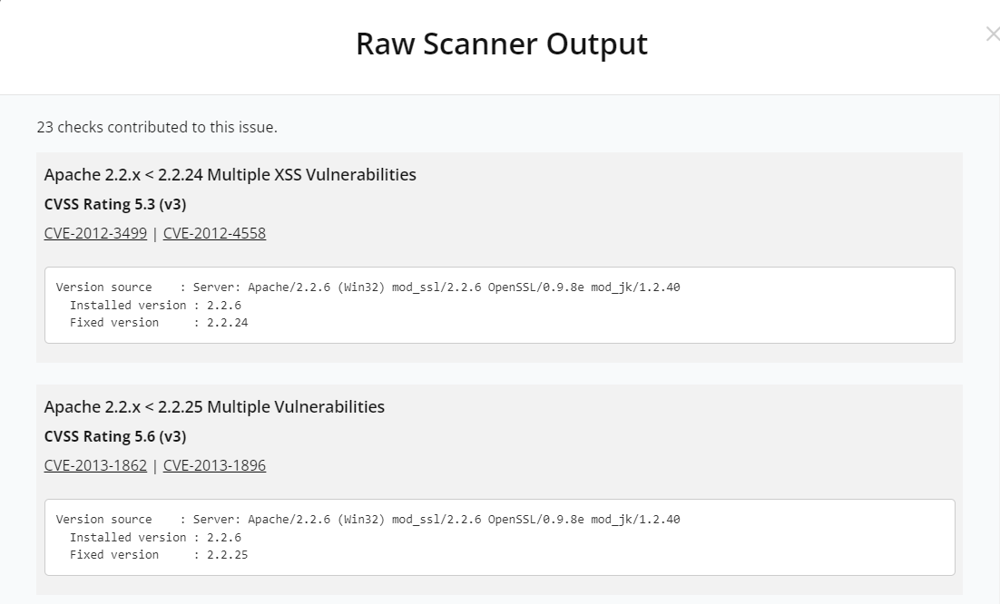 Raw Scanner Output
23 checks contributed to this issue.
Apache 2.2.x < 2.2.24 Multiple XSS Vulnerabilities
CVSS Rating 5.3 (v3)
CVE-2012-3499 | CVE-2012-4558
Version source    : Server: Apache/2.2.6 (Win32) mod_ssl/2.2.6 OpenSSL/0.9.8e mod_jk/1.2.40
  Installed version : 2.2.6
  Fixed version     : 2.2.24
Apache 2.2.x < 2.2.25 Multiple Vulnerabilities
CVSS Rating 5.6 (v3)
CVE-2013-1862 | CVE-2013-1896
Version source    : Server: Apache/2.2.6 (Win32) mod_ssl/2.2.6 OpenSSL/0.9.8e mod_jk/1.2.40
  Installed version : 2.2.6
  Fixed version     : 2.2.25